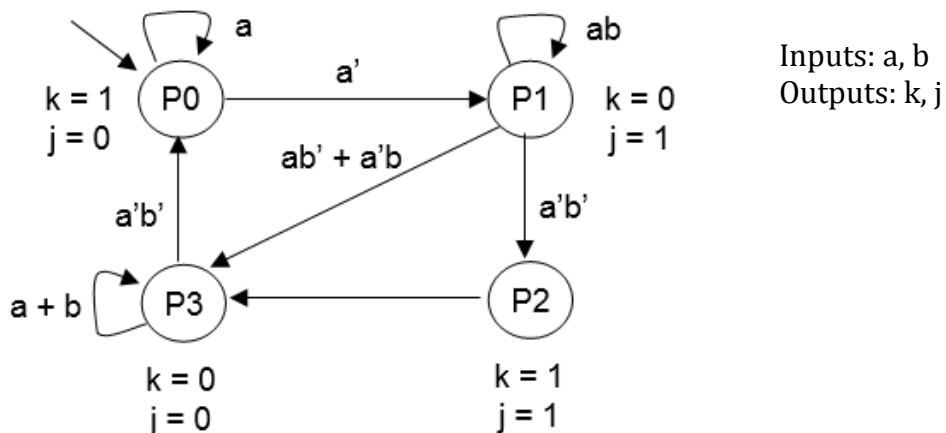 a
a'
ab
Inputs: a, b
Outputs: k, j
P0
P1
k = 1
j = 0
k = 0
j = 1
ab' + a'b
a'b'
a'b'
a + b
P3
P2
k = 0
j = 0
k = 1
j = 1